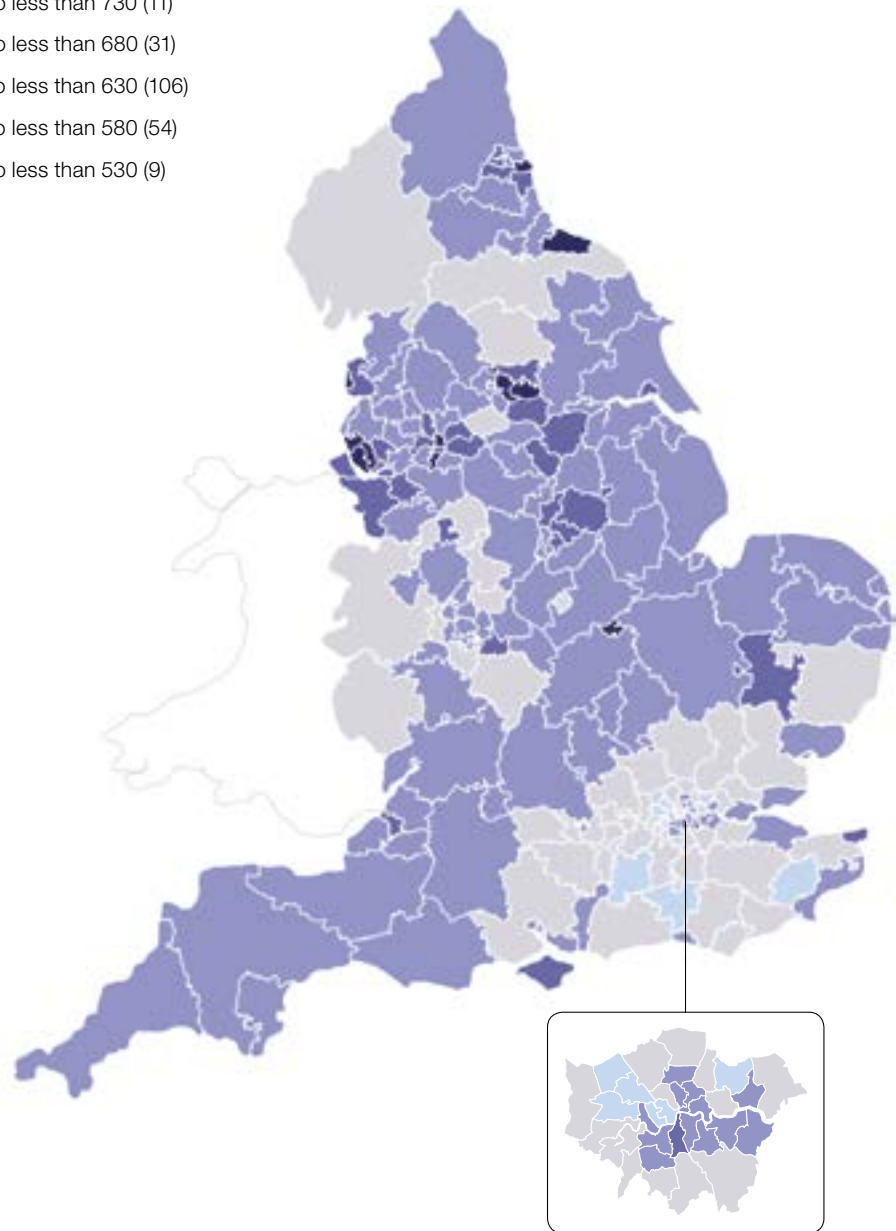 less than 730 (11)
less than 680 (31)
less than 630 (106)
less than 580 (54)
less than 530 (9)